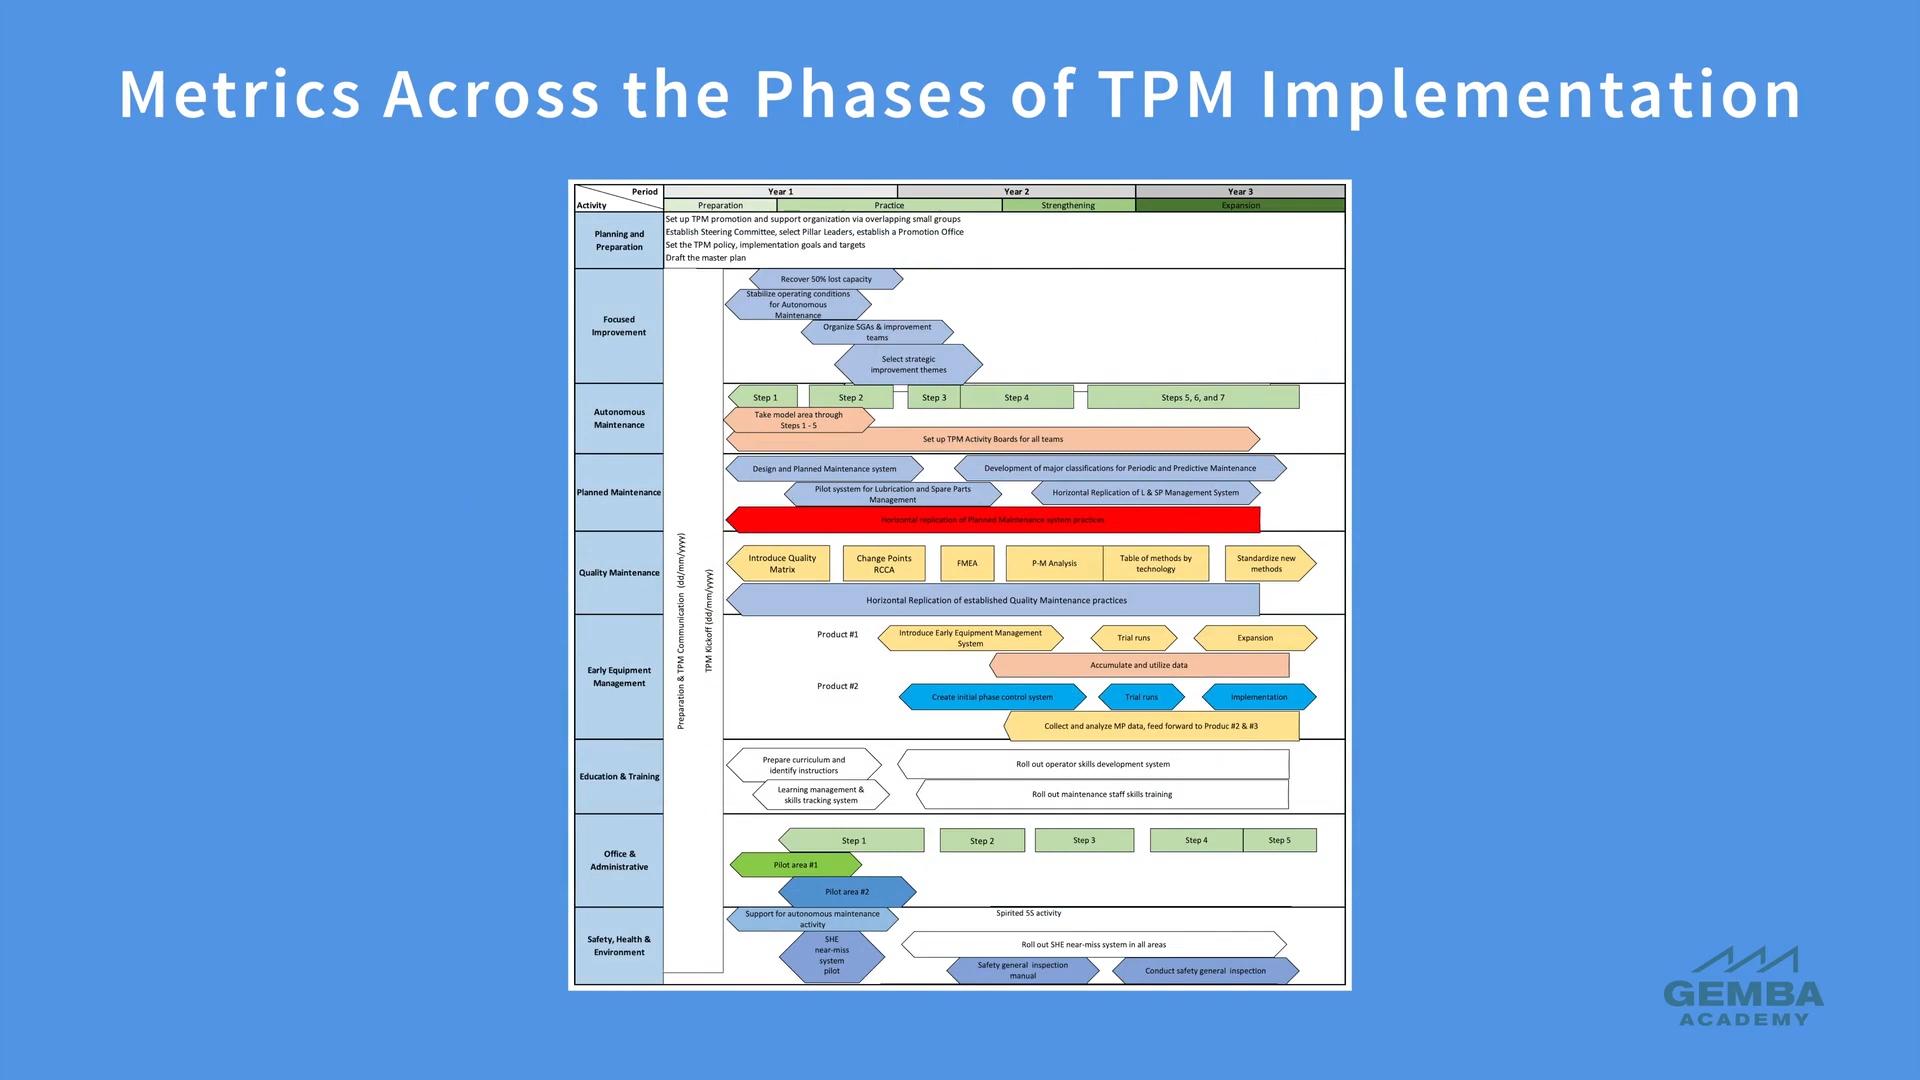 Metrics Across the Phases of TPM Implementation
Period
Activity
Year 1
Year 2
Year 3
Preparation
Practice
Strengthening
Expansion
Planning and
Preparation
Set up TPM promotion and support organization via overlapping small groups
Establish Steering Committee, select Pillar Leaders, establish a Promotion Office
Set the TPM policy, implementation goals and targets
Draft the master plan
Preparation & TPM Communication (dd/mm/yyyy)
TPM Kickoff (dd/mm/yyyy)
Focused
Improvement
Recover 50% lost capacity
Stabilize operating conditions
for Autonomous
Maintenance
Organize SGAs & improvement
teams
Select strategic
improvement themes
Autonomous
Maintenance
Step 1
Step 2
Step 3
Step 4
Steps 5, 6, and 7
Take model area through
Steps 1 - 5
Set up TPM Activity Boards for all teams
Planned Maintenance
Design and Planned Maintenance system
Development of major classifications for Periodic and Predictive Maintenance
Pilot sysstem for Lubrication and Spare Parts
Management
Horizontal Replication of L & SP Management System
Horizontal replication of Planned Maintenance system practices
Quality Maintenance
Introduce Quality
Matrix
Change Points
RCCA
FMEA
P-M Analysis
Table of methods by
technology
Standardize new
methods
Horizontal Replication of established Quality Maintenance practices
Early Equipment
Management
Product #1
Introduce Early Equipment Management
System
Trial runs
Expansion
Accumulate and utilize data
Product #2
Create initial phase control system
Trial runs
Implementation
Collect and analyze MP data, feed forward to Produc #2 & #3
Education & Training
Prepare curriculum and
identify instructiors
Roll out operator skills development system
Learning management &
skills tracking system
Roll out maintenance staff skills training
Office &
Administrative
Step 1
Step 2
Step 3
Step 4
Step 5
Pilot area #1
Pilot area #2
Safety, Health &
Environment
Support for autonomous maintenance
activity
Spirited 5S activity
SHE
near-miss
system
pilot
Roll out SHE near-miss system in all areas
Safety general inspection
manual
Conduct safety general inspection
GEMBA
ACADEMY